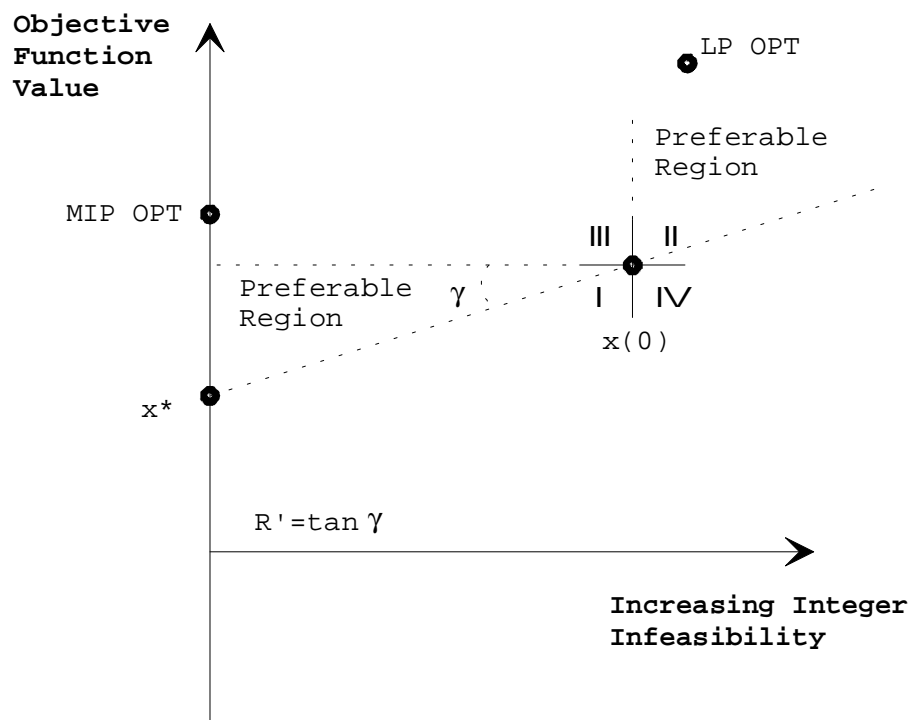 Objective
Function
Value
LP OPT
Preferable
Region
MIP OPT
III II
Preferable
Region
γ
I IV
x(0)
x*
R'=tan γ
Increasing Integer
Infeasibility